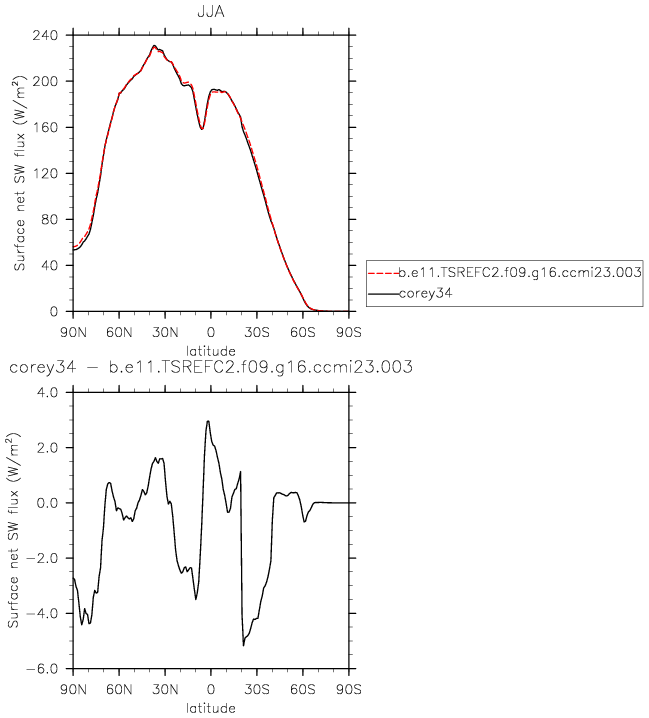 JJA
Surface net SW flux (W/m²)
240
200
160
120
80
40
0
90N 60N 30N 0 30S 60S 90S
latitude
b.e11.TSREFC2.f09.g16.ccmi23.003
corey34
corey34 − b.e11.TSREFC2.f09.g16.ccmi23.003
Surface net SW flux (W/m²)
4.0
2.0
0.0
−2.0
−4.0
−6.0
90N 60N 30N 0 30S 60S 90S
latitude